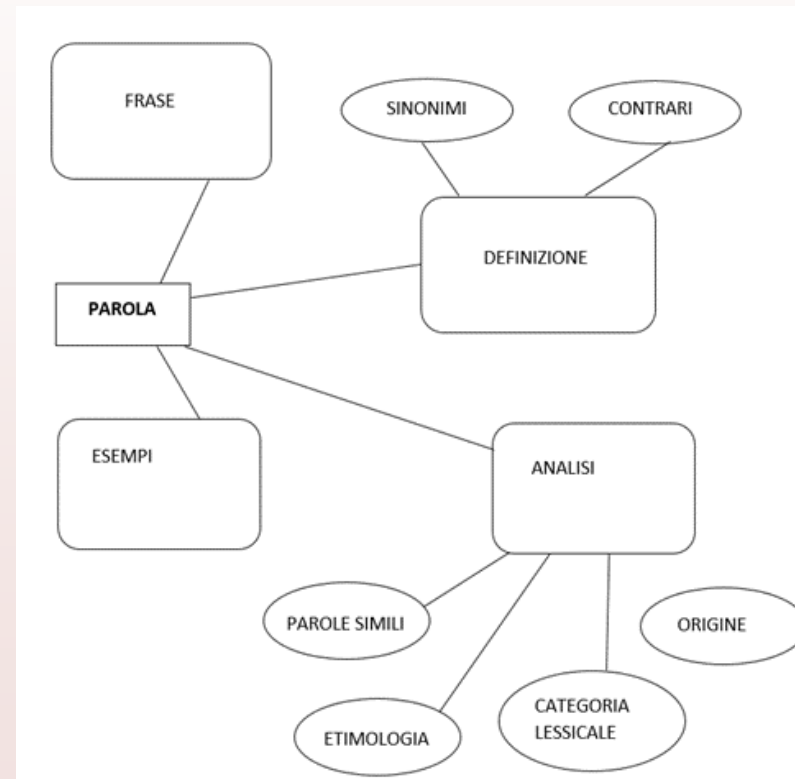 FRASE
SINONIMI
CONTRARI
DEFINIZIONE
PAROLA
ESEMPI
ANALISI
PAROLE SIMILI
ORIGINE
ETIMOLOGIA
CATEGORIA
LESSICALE